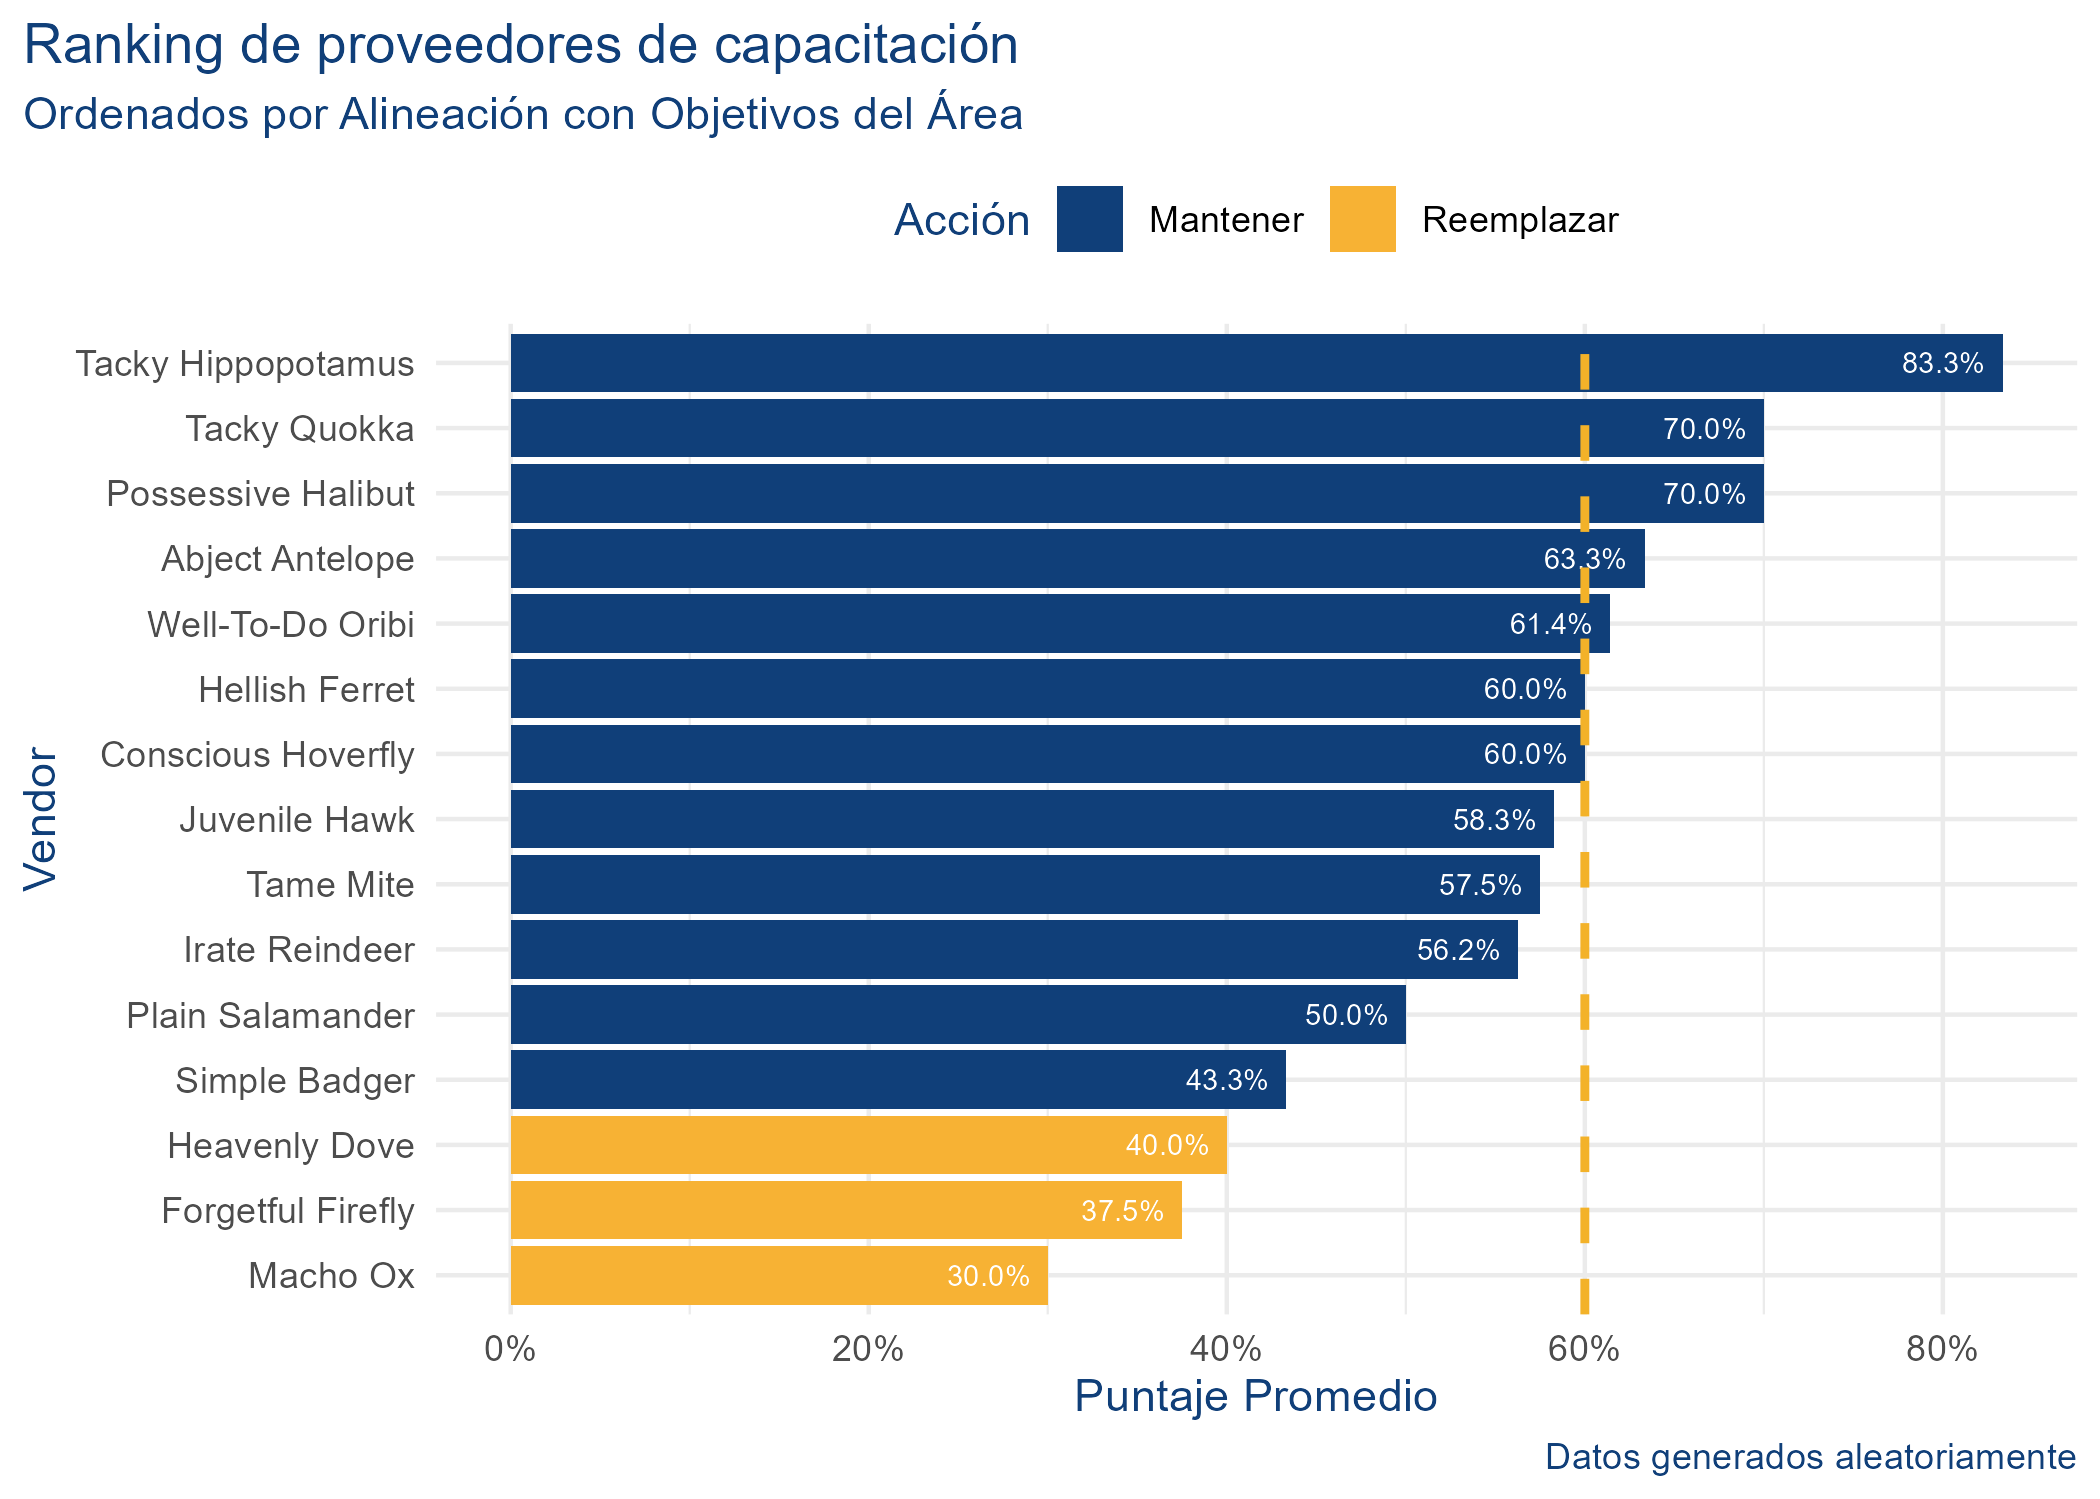 Ranking de proveedores de capacitación
Ordenados por Alineación con Objetivos del Área
Acción Mantener Reemplazar
Vendor
Tacky Hippopotamus 83.3%
Tacky Quokka 70.0%
Possessive Halibut 70.0%
Abject Antelope 63.3%
Well-To-Do Oribi 61.4%
Hellish Ferret 60.0%
Conscious Hoverfly 60.0%
Juvenile Hawk 58.3%
Tame Mite 57.5%
Irate Reindeer 56.2%
Plain Salamander 50.0%
Simple Badger 43.3%
Heavenly Dove 40.0%
Forgetful Firefly 37.5%
Macho Ox 30.0%
0% 20% 40% 60% 80%
Puntaje Promedio
Datos generados aleatoriamente